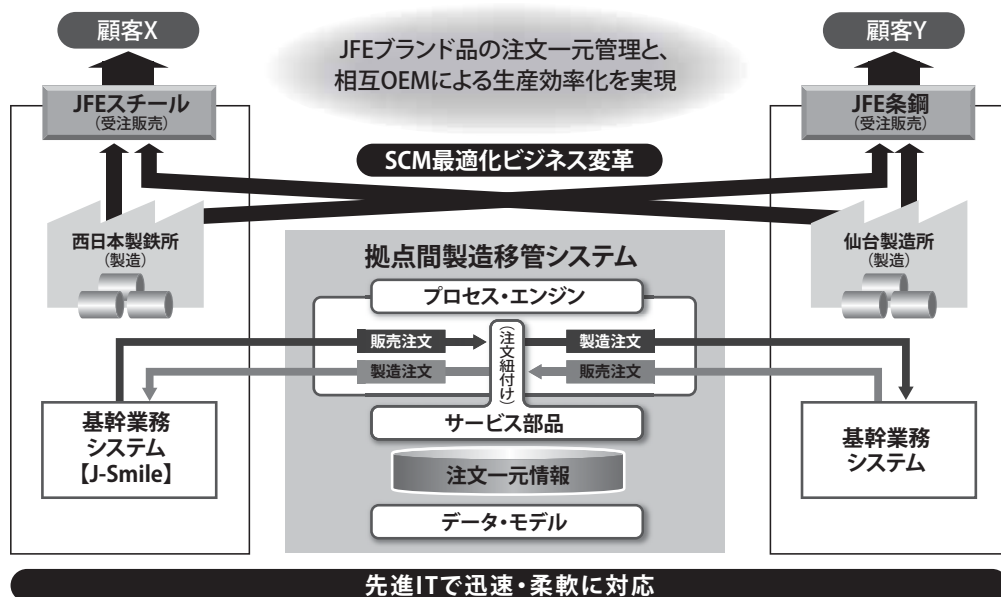 顧客X
顧客Y
JFEブランド品の注文一元管理と、
相互OEMによる生産効率化を実現
JFEスチール
(受注販売)
JFE条鋼
(受注販売)
SCM最適化ビジネス変革
西日本製鉄所
(製造)
仙台製造所
(製造)
拠点間製造移管システム
プロセス・エンジン
販売注文
製造注文
(注文紐付け)
製造注文
販売注文
サービス部品
注文一元情報
データ・モデル
基幹業務
システム
【J-Smile】
基幹業務
システム
先進ITで迅速・柔軟に対応